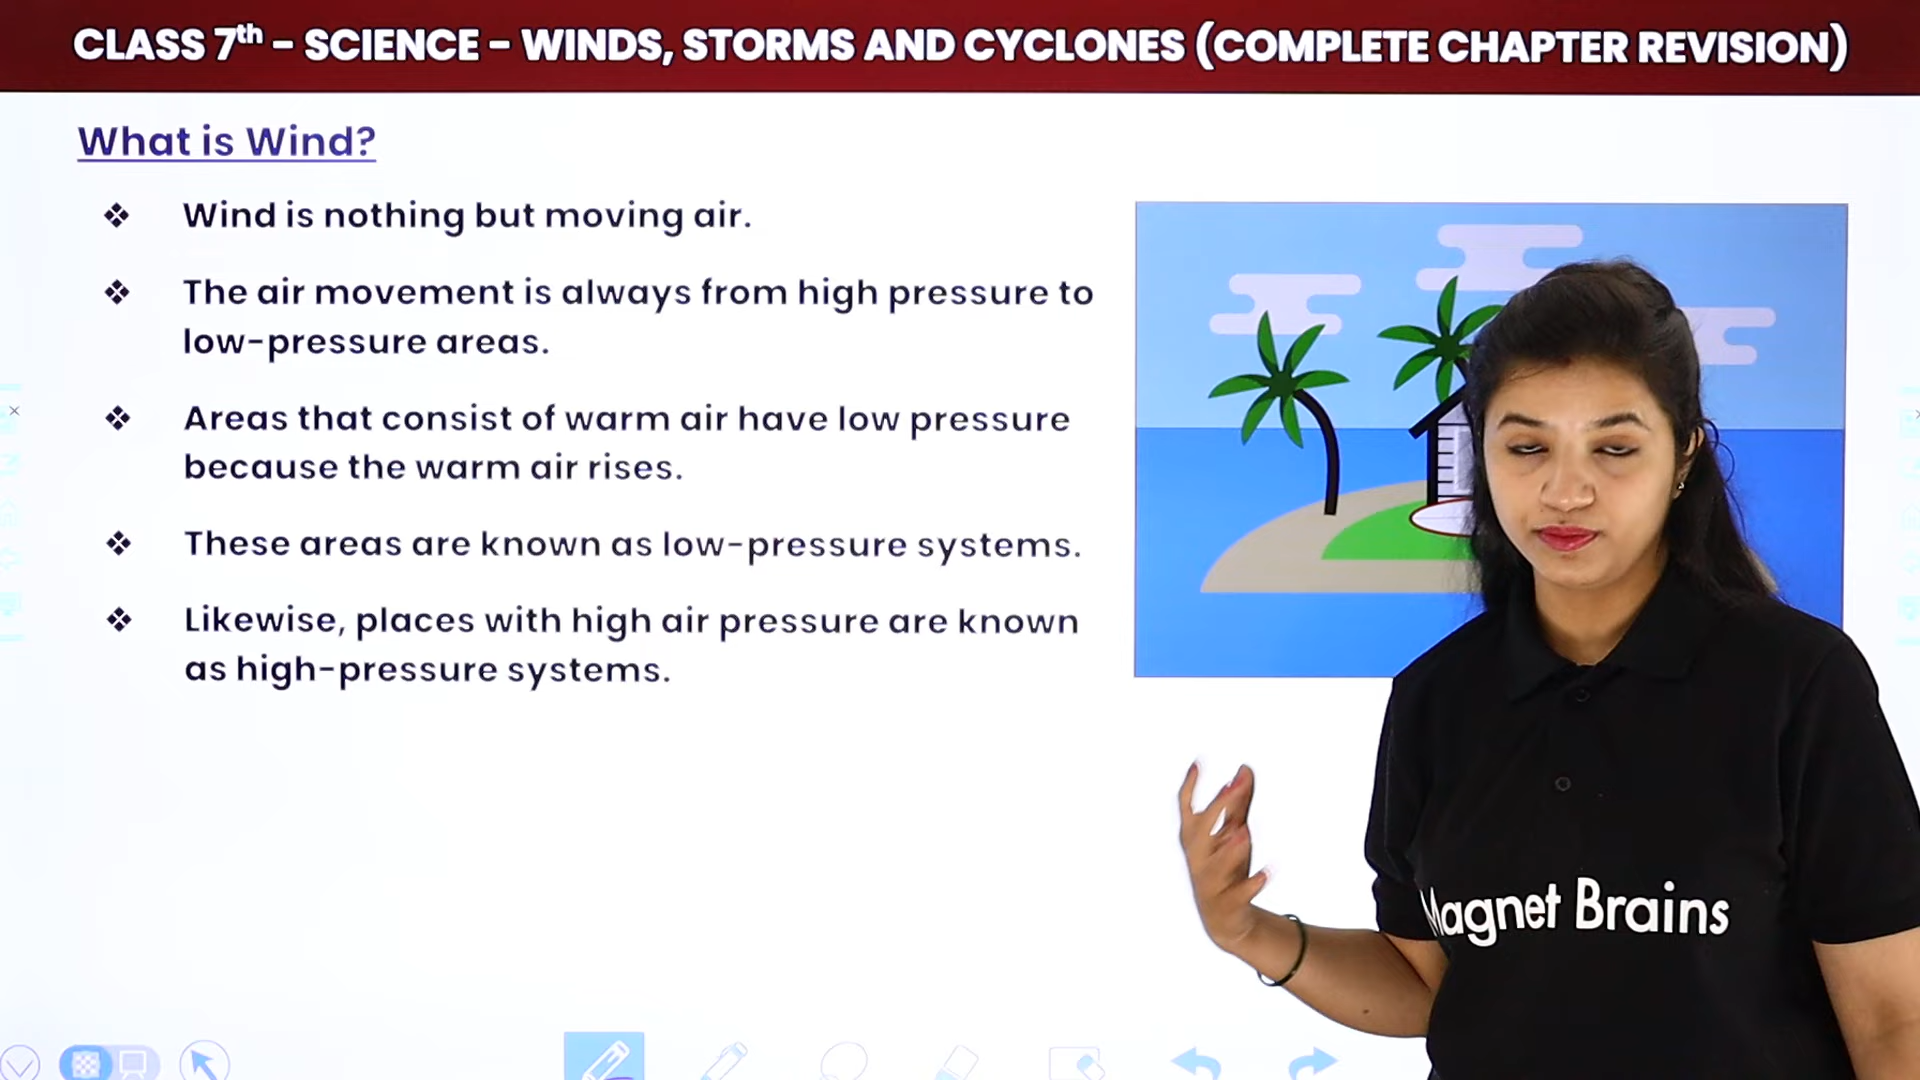 CLASS 7th - SCIENCE - WINDS, STORMS AND CYCLONES (COMPLETE CHAPTER REVISION)
What is Wind?
❖ Wind is nothing but moving air.
❖ The air movement is always from high pressure to
low-pressure areas.
❖ Areas that consist of warm air have low pressure
because the warm air rises.
❖ These areas are known as low-pressure systems.
❖ Likewise, places with high air pressure are known
as high-pressure systems.
Magnet Brains